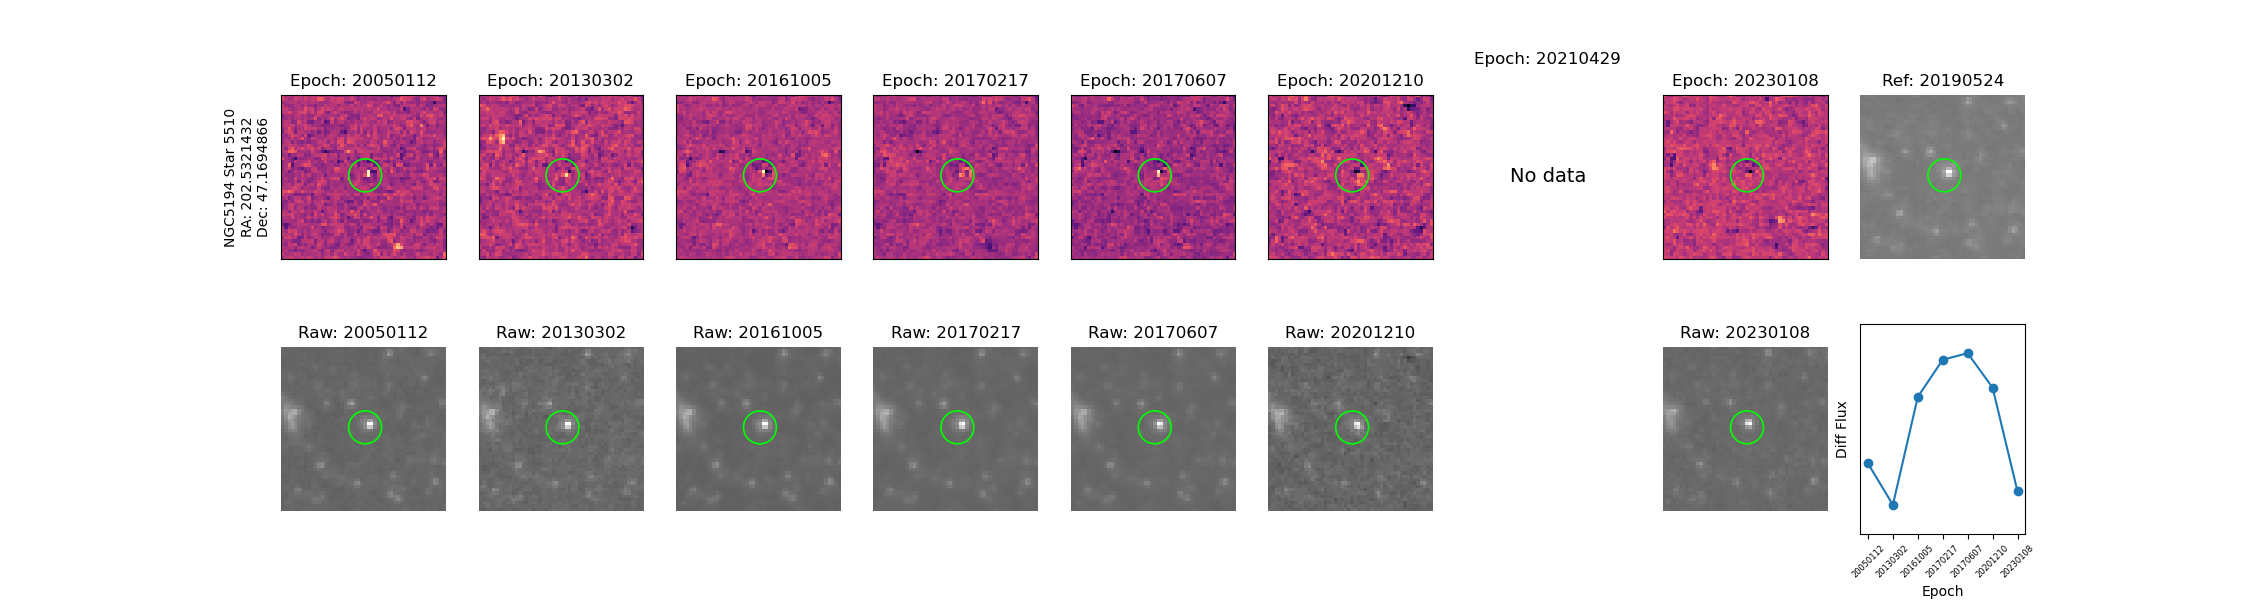 Epoch: 20050112
Epoch: 20130302
Epoch: 20161005
Epoch: 20170217
Epoch: 20170607
Epoch: 20201210
Epoch: 20210429
Epoch: 20230108
Ref: 20190524
NGC5194 Star 5510
RA: 202.5321432
Dec: 47.1694866
No data
Raw: 20050112
Raw: 20130302
Raw: 20161005
Raw: 20170217
Raw: 20170607
Raw: 20201210
Raw: 20230108
Diff Flux
20050112
20130302
20161005
20170217
20170607
20201210
20230108
Epoch